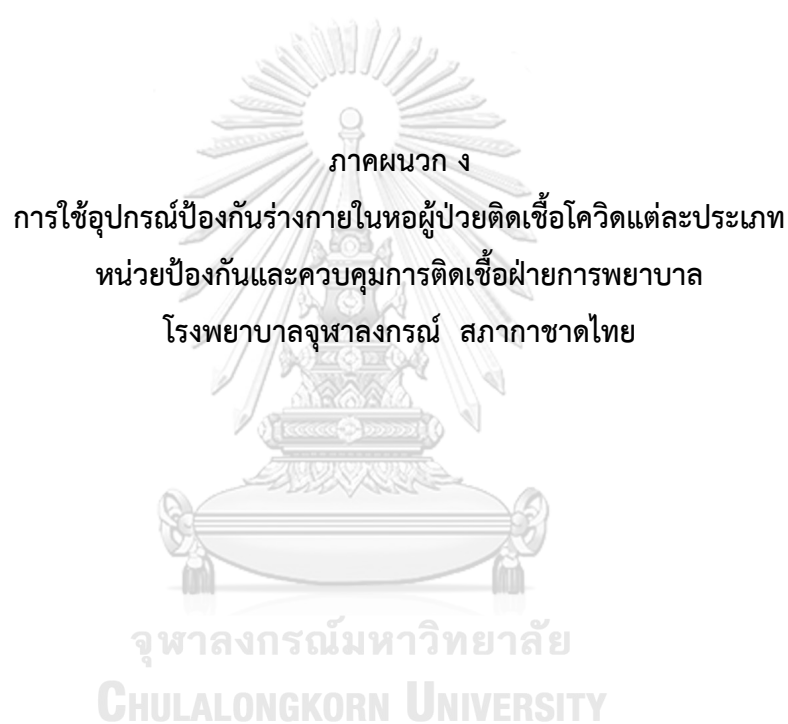 ภาคผนวก ง
การใช้อุปกรณ์ป้องกันร่างกายในหอผู้ป่วยติดเชื้อโควิดแต่ละประเภท
หน่วยป้องกันและควบคุมการติดเชื้อฝ่ายการพยาบาล
โรงพยาบาลจุฬาลงกรณ์ สภากาชาดไทย
จุฬาลงกรณ์มหาวิทยาลัย
CHULALONGKORN UNIVERSITY